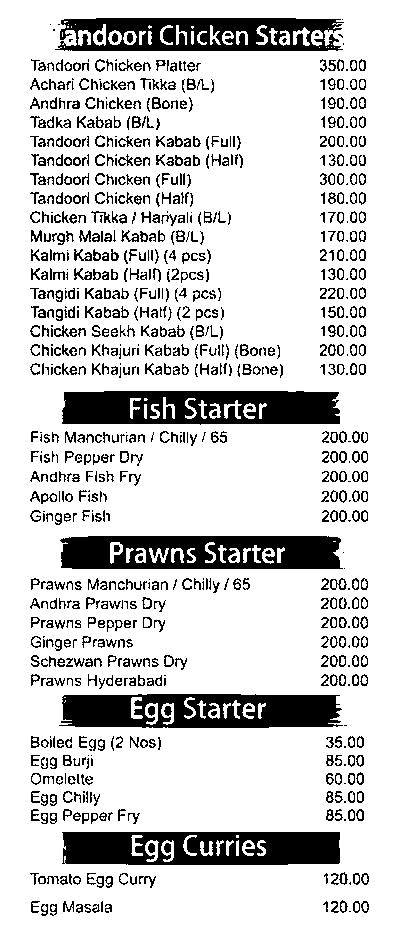 Tandoori Chicken Starters
Tandoori Chicken Platter 350.00
Achari Chicken Tikka (B/L) 190.00
Andhra Chicken (Bone) 190.00
Tadka Kabab (B/L) 190.00
Tandoori Chicken Kabab (Full) 200.00
Tandoori Chicken Kabab (Half) 130.00
Tandoori Chicken (Full) 300.00
Tandoori Chicken (Half) 180.00
Chicken Tikka / Hariyali (B/L) 170.00
Murgh Malai Kabab (B/L) 170.00
Kalmi Kabab (Full) (4 pcs) 210.00
Kalmi Kabab (Half) (2pcs) 130.00
Tangidi Kabab (Full) (4 pcs) 220.00
Tangidi Kabab (Half) (2 pcs) 150.00
Chicken Seekh Kabab (B/L) 190.00
Chicken Khajuri Kabab (Full) (Bone) 200.00
Chicken Khajuri Kabab (Half) (Bone) 130.00
Fish Starter
Fish Manchurian / Chilly / 65 200.00
Fish Pepper Dry 200.00
Andhra Fish Fry 200.00
Apollo Fish 200.00
Ginger Fish 200.00
Prawns Starter
Prawns Manchurian / Chilly / 65 200.00
Andhra Prawns Dry 200.00
Prawns Pepper Dry 200.00
Ginger Prawns 200.00
Schezwan Prawns Dry 200.00
Prawns Hyderabadi 200.00
Egg Starter
Boiled Egg (2 Nos) 35.00
Egg Burji 85.00
Omelette 60.00
Egg Chilly 85.00
Egg Pepper Fry 85.00
Egg Curries
Tomato Egg Curry 120.00
Egg Masala 120.00